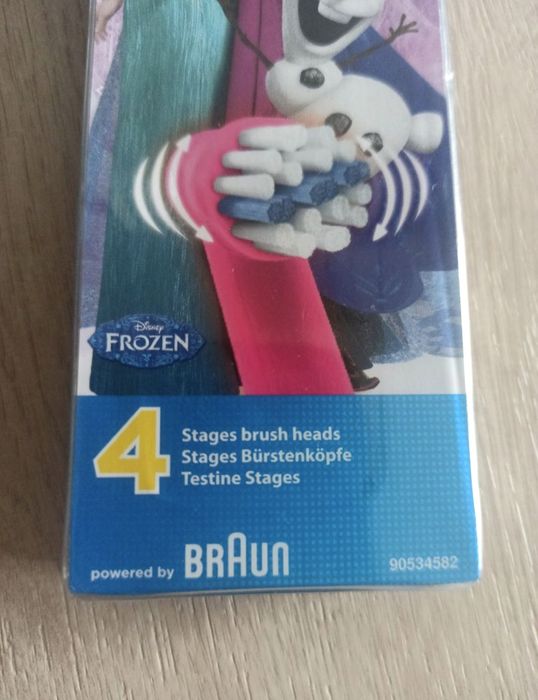 Disney
FROZEN
4
Stages brush heads
Stages Bürstenköpfe
Testine Stages
powered by BRAUN
90534582